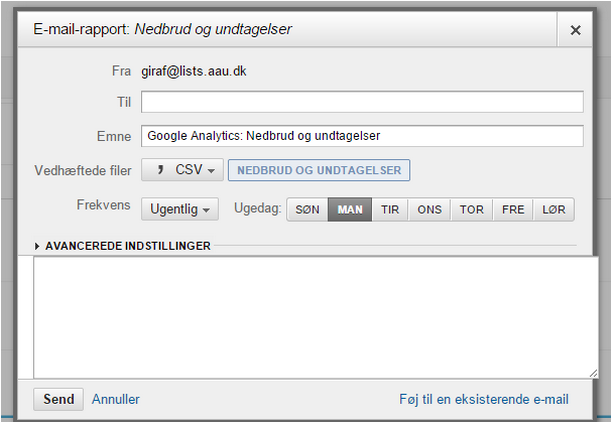 E-mail-rapport: Nedbrud og undtagelser
Fra giraf@lists.aau.dk
Til
Emne Google Analytics: Nedbrud og undtagelser
Vedhæftede filer CSV NEDBRUD OG UNDTAGELSER
Frekvens Ugentlig Ugedag: SØN MAN TIR ONS TOR FRE LØR
AVANCEREDE INDSTILLINGER
Send Annuller Føj til en eksisterende e-mail